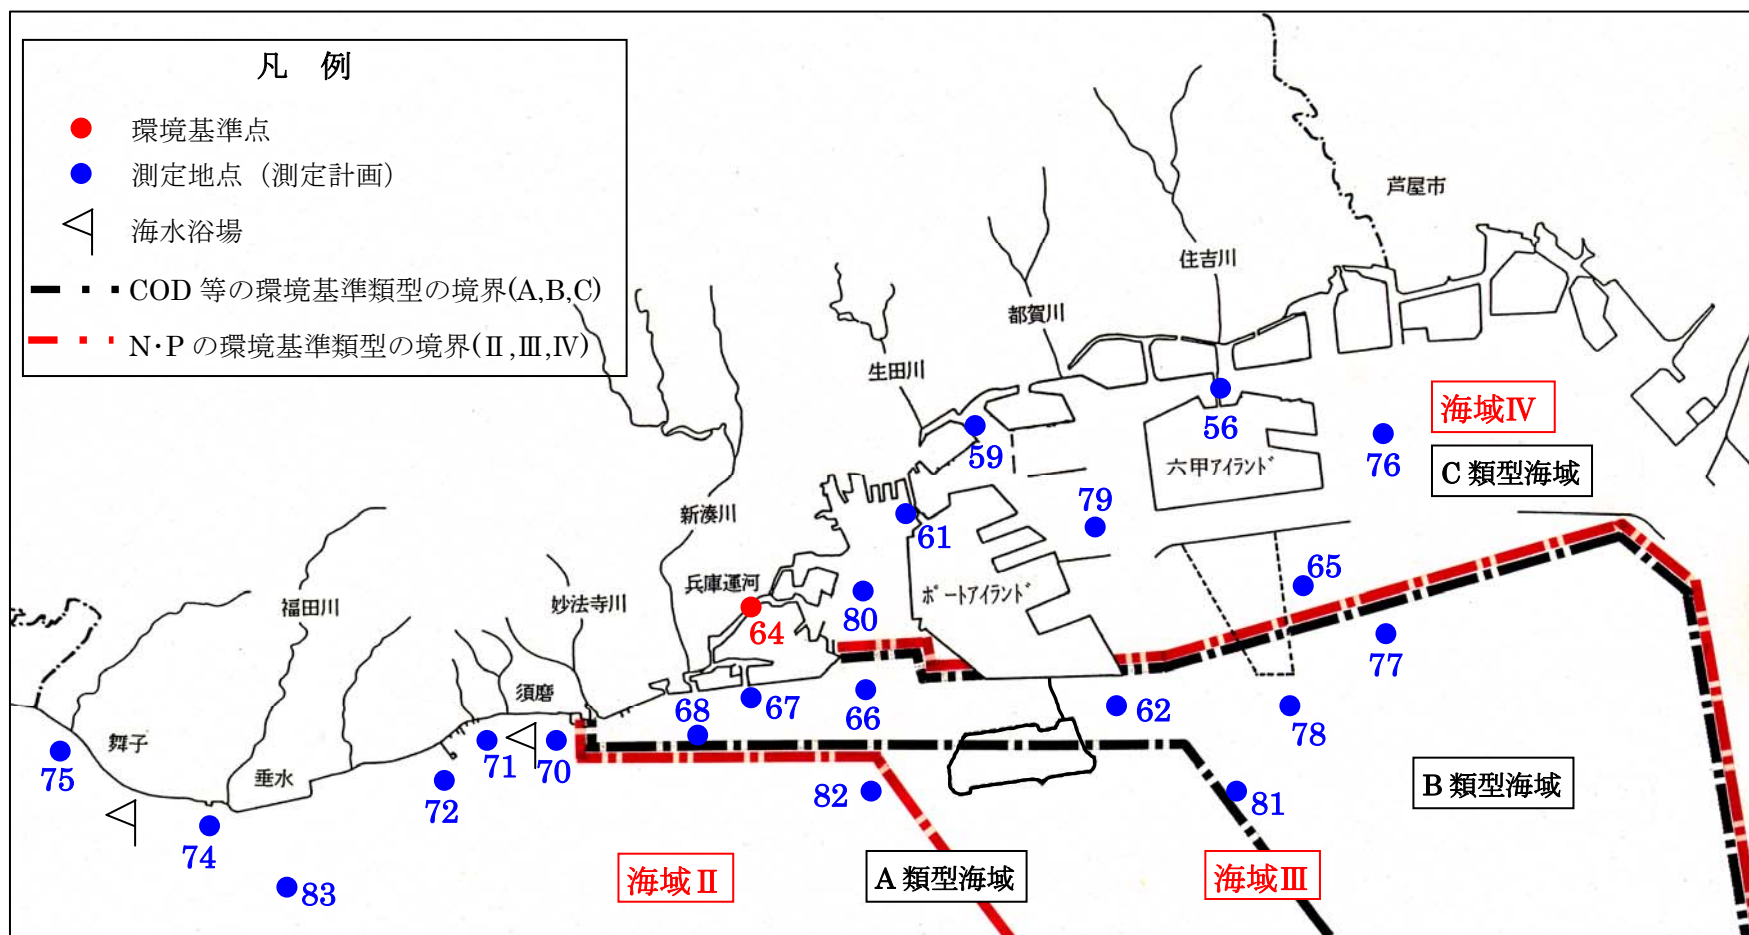 凡 例
環境基準点
測定地点（測定計画）
海水浴場
COD 等の環境基準類型の境界(A,B,C)
N･P の環境基準類型の境界(Ⅱ,Ⅲ,Ⅳ)
芦屋市
住吉川
都賀川
生田川
海域Ⅳ
56
59
76
C 類型海域
六甲アイランド
79
新湊川
61
65
兵庫運河
ポートアイランド
福田川
妙法寺川
80
64
77
須磨
67
66
68
62
78
舞子
75
垂水
71
70
72
82
81
B 類型海域
74
海域Ⅱ
A 類型海域
海域Ⅲ
83